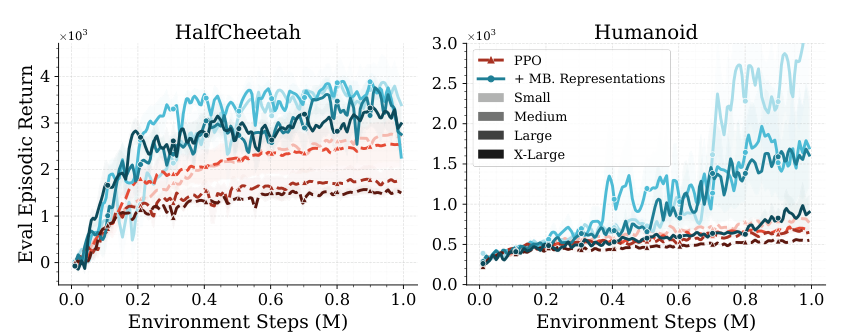 HalfCheetah
×10³
Eval Episodic Return
4
3
2
1
0
0.0 0.2 0.4 0.6 0.8 1.0
Environment Steps (M)
Humanoid
×10³
3.0
2.5
2.0
1.5
1.0
0.5
0.0
0.0 0.2 0.4 0.6 0.8 1.0
Environment Steps (M)
PPO
+ MB. Representations
Small
Medium
Large
X-Large